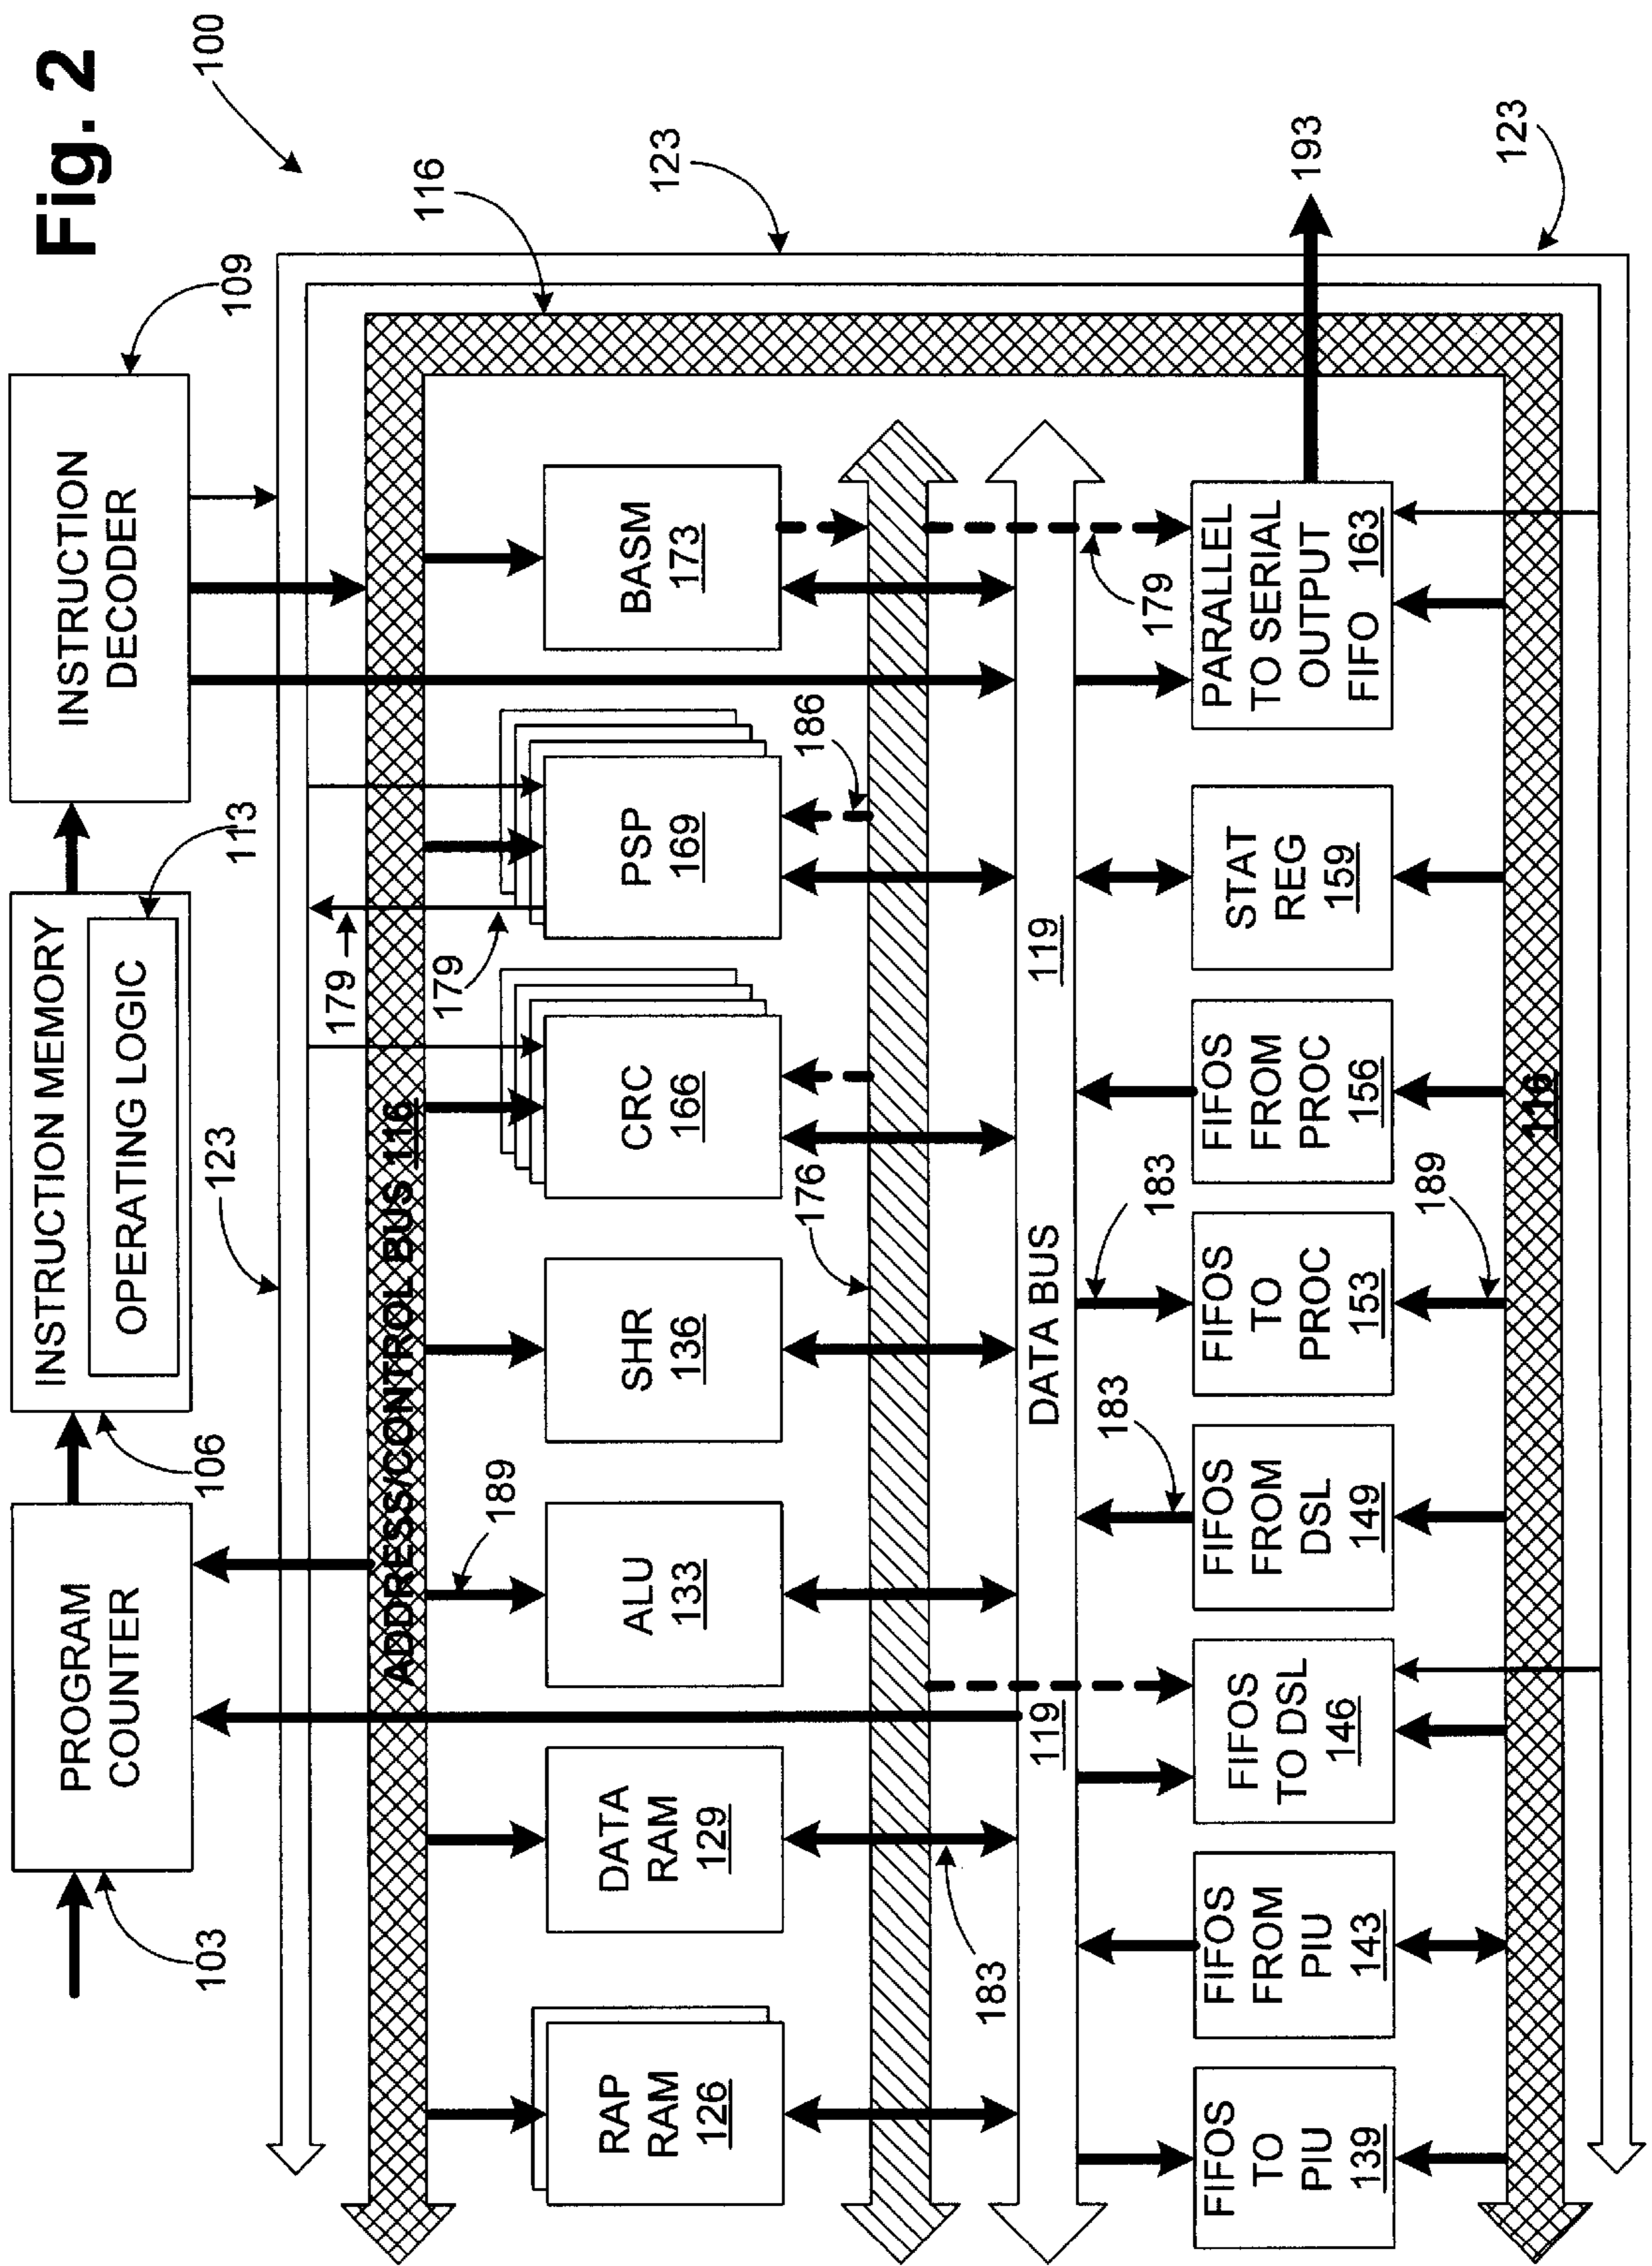 Fig. 2
100
PROGRAM
COUNTER
103
INSTRUCTION MEMORY
OPERATING LOGIC
106
113
INSTRUCTION
DECODER
109
123
116
123
ADDRESS/CONTROL BUS 116
179
179
189
RAP
RAM
126
DATA
RAM
129
ALU
133
SHR
136
CRC
166
PSP
169
BASM
173
183
176
186
119
DATA BUS
119
179
183
183
193
FIFOS
TO
PIU
139
FIFOS
FROM
PIU
143
FIFOS
TO DSL
146
FIFOS
FROM
DSL
149
FIFOS
TO
PROC
153
FIFOS
FROM
PROC
156
STAT
REG
159
PARALLEL
TO SERIAL
OUTPUT
FIFO 163
189
116
123